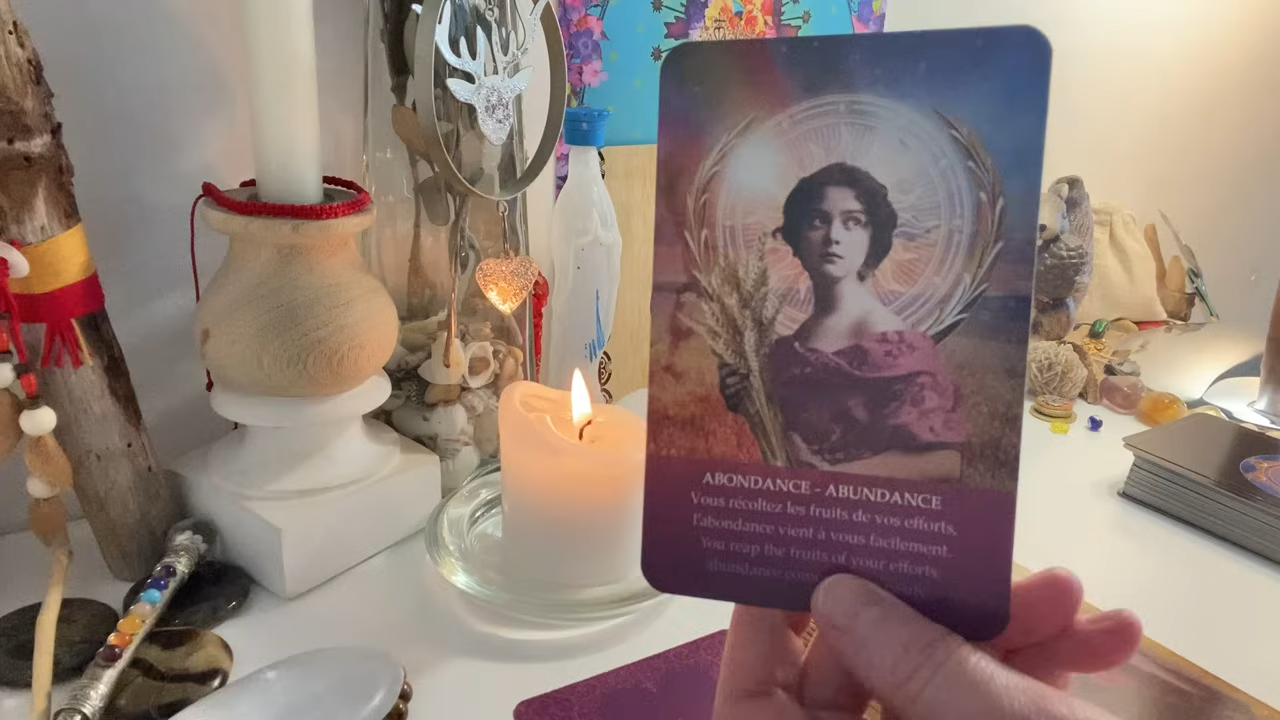 ABONDANCE - ABUNDANCE
Vous récoltez les fruits de vos efforts,
l'abondance vient à vous facilement.
You reap the fruits of your efforts,
abundance